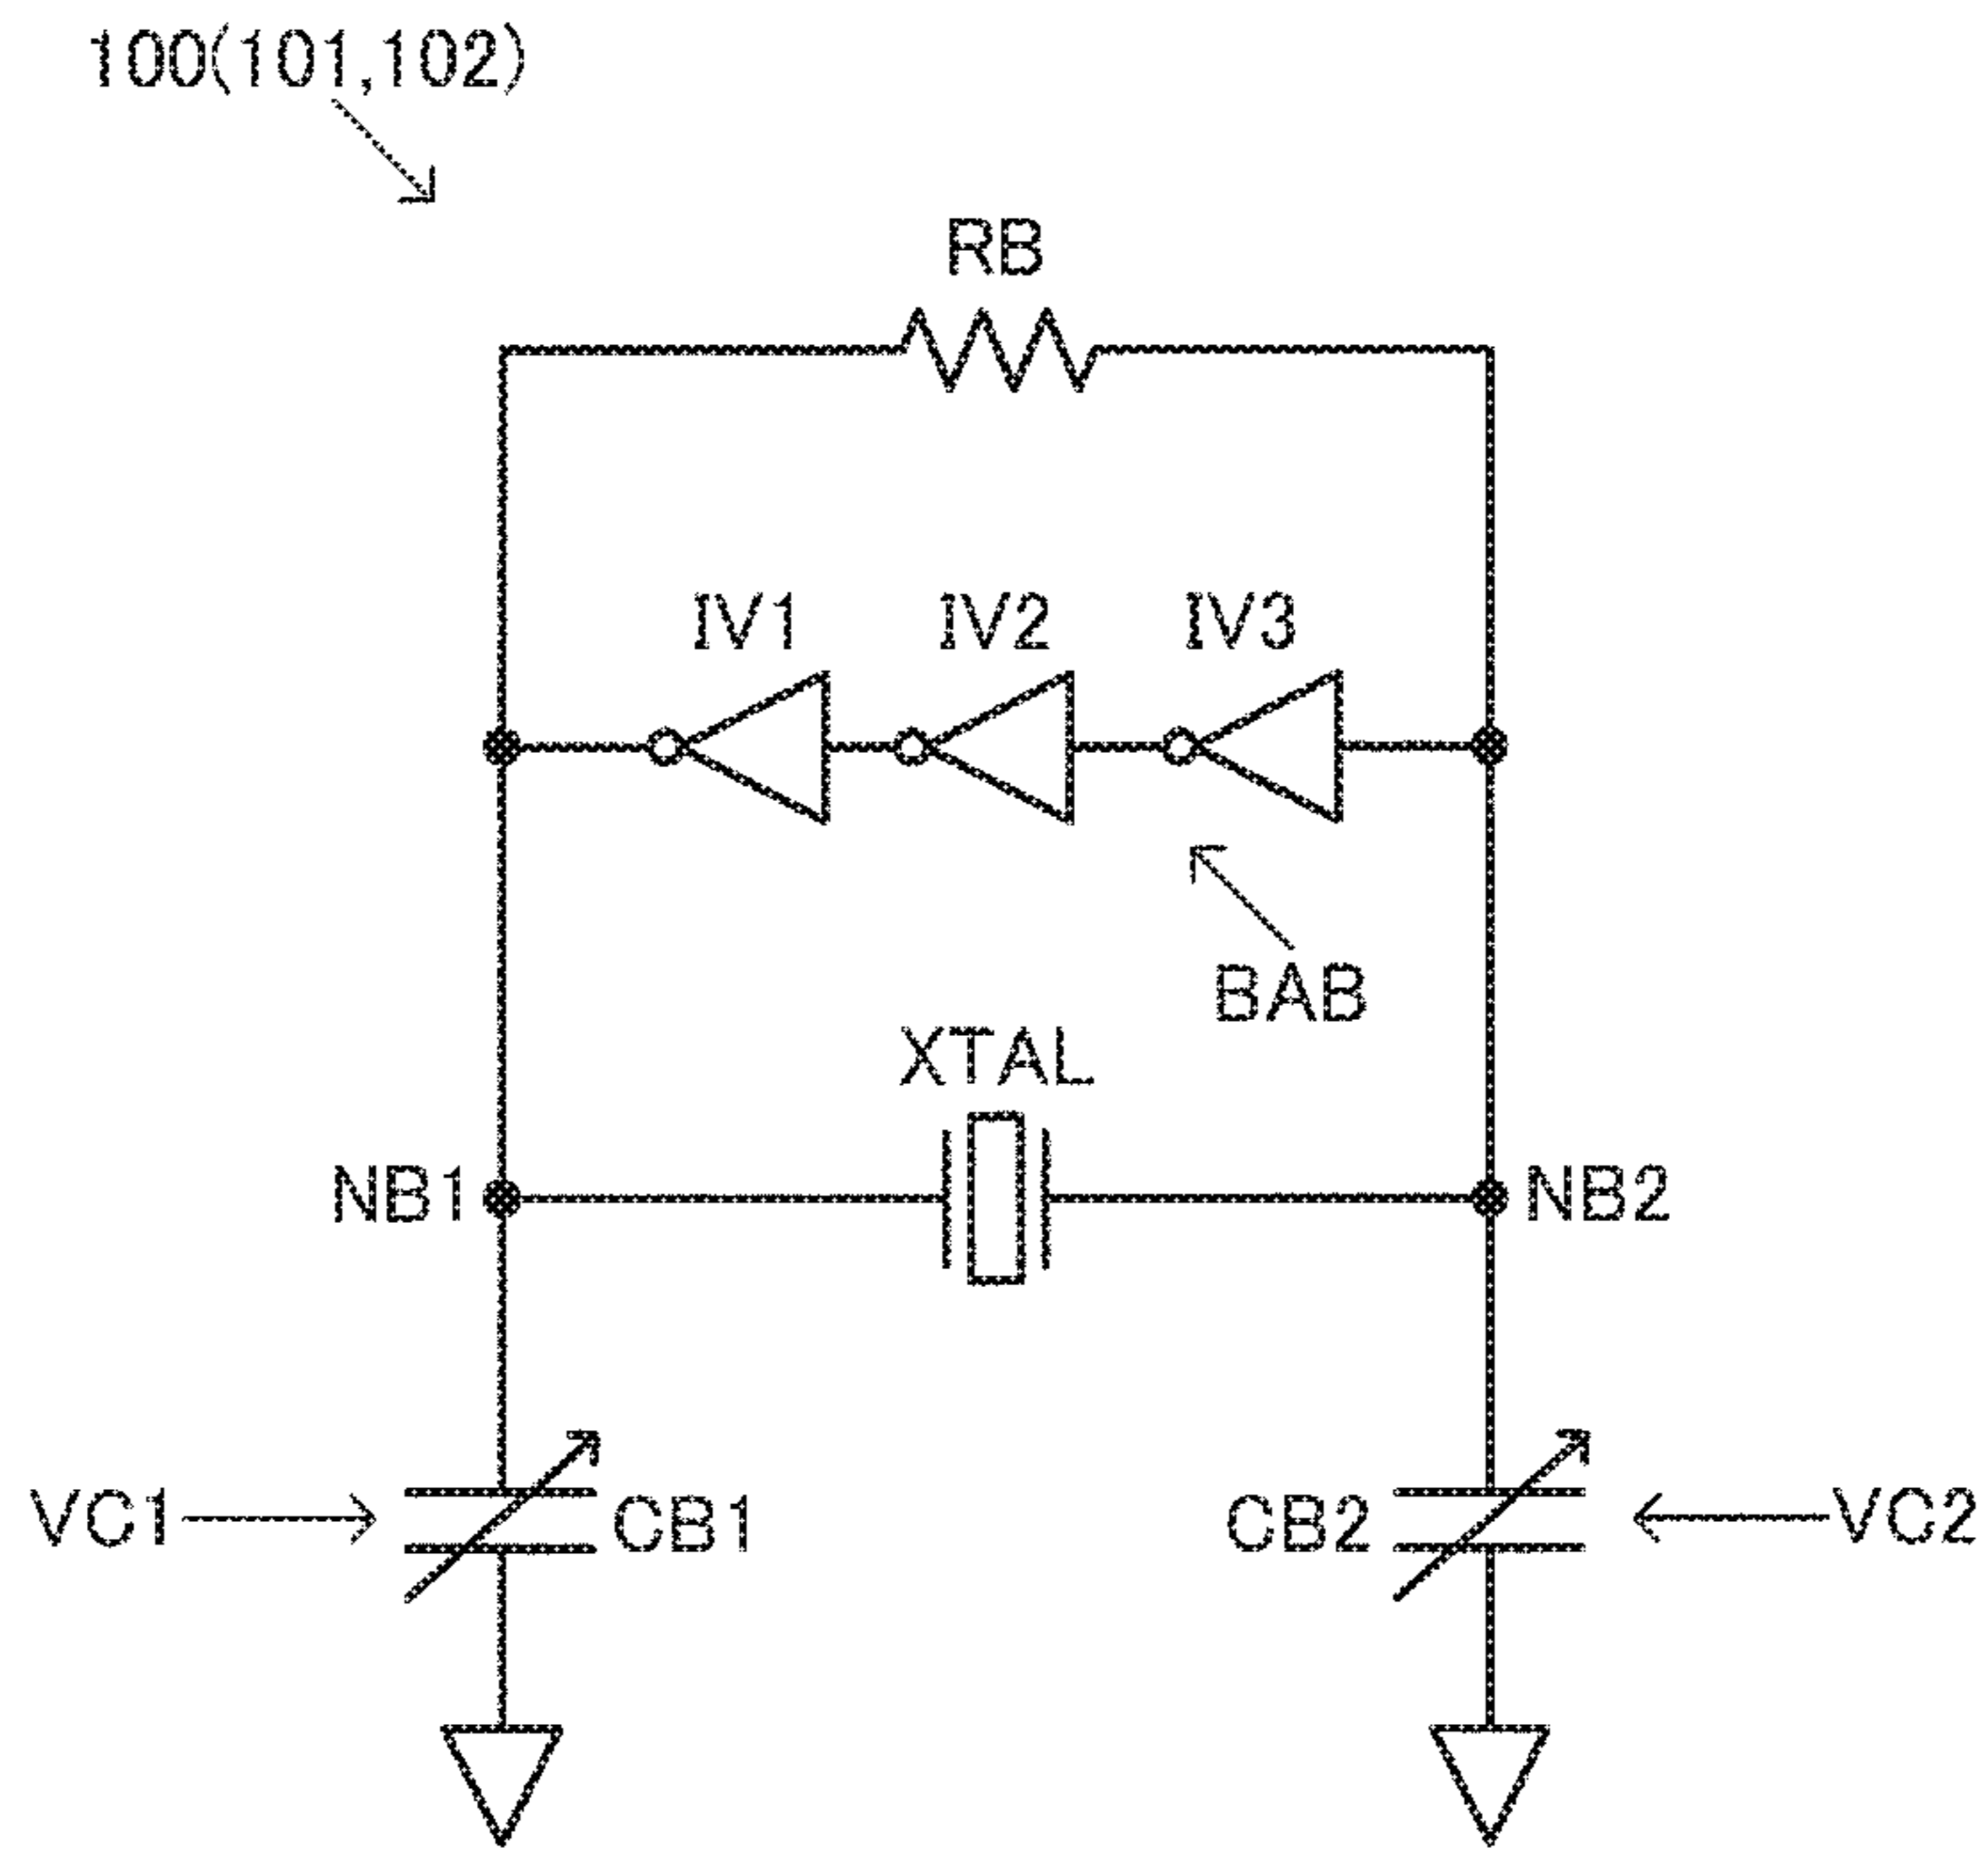 100(101,102)
RB
IV1 IV2 IV3
BAB
XTAL
NB1 NB2
VC1 CB1 CB2 VC2